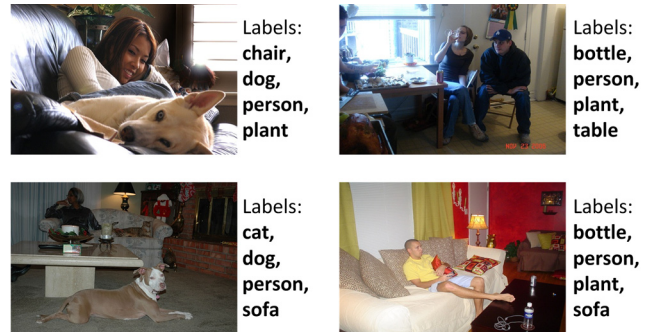 Labels:
chair,
dog,
person,
plant
Labels:
bottle,
person,
plant,
table
Labels:
cat,
dog,
person,
sofa
Labels:
bottle,
person,
plant,
sofa